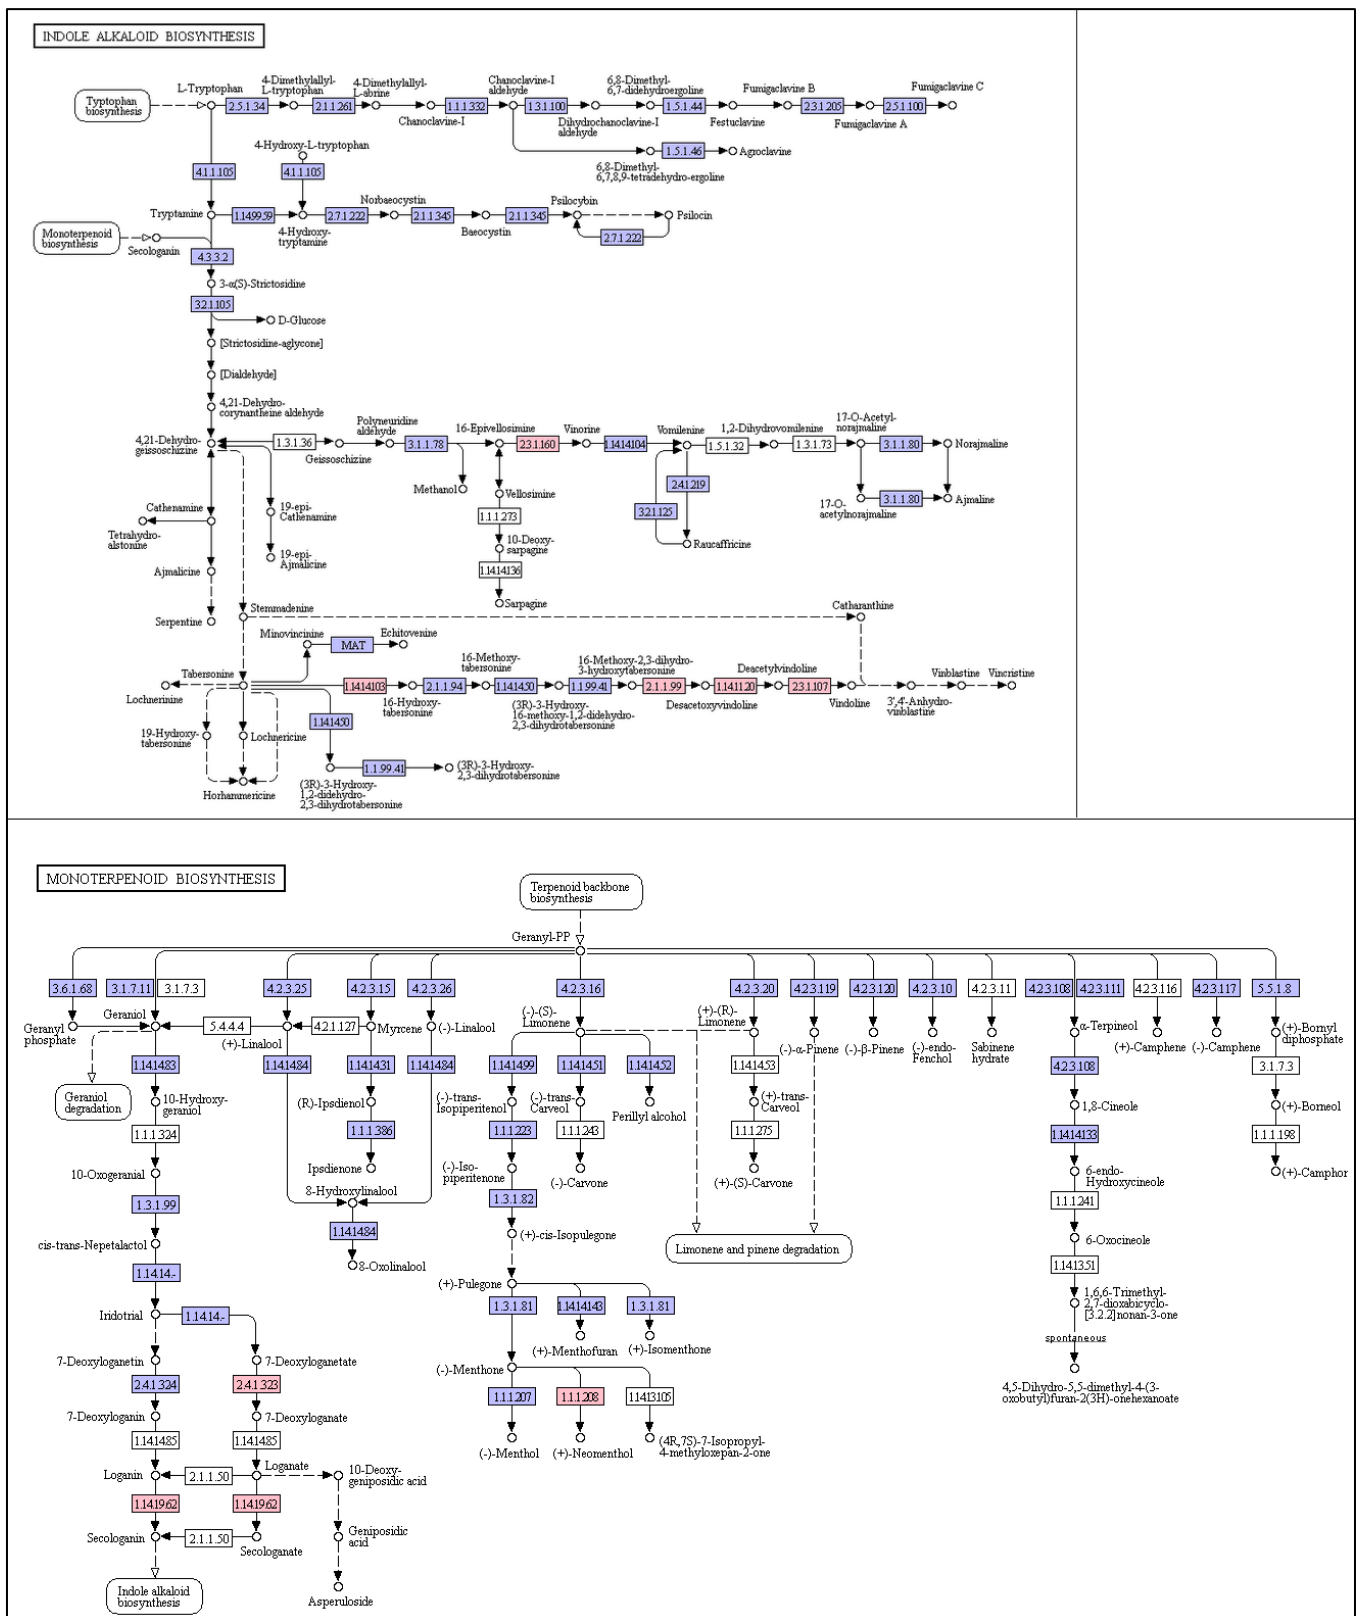 INDOLE ALKALOID BIOSYNTHESIS
Typtophan
biosynthesis
L-Tryptophan
2.5.1.34
4-Dimethylallyl-
L-tryptophan
2.1.1.261
4-Dimethylallyl-
L-abrine
Chanoclavine-I
1.1.1.332
Chanoclavine-I
aldehyde
1.3.1.100
Dihydrochanoclavine-I
aldehyde
6,8-Dimethyl-
6,7-didehydroergoline
1.5.1.44
Festuclavine
Fumigaclavine B
2.3.1.205
Fumigaclavine A
2.5.1.100
Fumigaclavine C
1.5.1.46
Agroclavine
6,8-Dimethyl-
6,7,8,9-tetradehydro-ergoline
4.1.1.105
4-Hydroxy-L-tryptophan
4.1.1.105
Tryptamine
1.14.99.59
4-Hydroxy-
tryptamine
2.7.1.222
Norbaeocystin
2.1.1.345
Baeocystin
2.1.1.345
Psilocybin
Psilocin
2.7.1.222
Monoterpenoid
biosynthesis
Secologanin
4.3.3.2
3-α(S)-Strictosidine
3.2.1.105
D-Glucose
[Strictosidine-aglycone]
[Dialdehyde]
4,21-Dehydro-
corynantheine aldehyde
4,21-Dehydro-
geissoschizine
1.3.1.36
Geissoschizine
Polyneuridine
aldehyde
3.1.1.78
Methanol
16-Epivellosimine
2.3.1.160
Vinorine
1.14.14.104
Vomilenine
1.5.1.32
1,2-Dihydrovomilenine
1.3.1.73
17-O-Acetyl-
norajmaline
3.1.1.80
Norajmaline
17-O-
acetylnorajmaline
3.1.1.80
Ajmaline
2.4.1.219
3.2.1.125
Raucaffricine
Vellosimine
1.1.1.273
10-Deoxy-
sarpagine
1.14.14.136
Sarpagine
Cathenamine
Tetrahydro-
alstonine
19-epi-
Cathenamine
19-epi-
Ajmalicine
Ajmalicine
Serpentine
Stemmadenine
Catharanthine
Minovincinine
MAT
Echitovenine
Tabersonine
Lochnerinine
1.14.14.103
16-Hydroxy-
tabersonine
2.1.1.94
16-Methoxy-
tabersonine
1.14.14.50
(3R)-3-Hydroxy-
16-methoxy-1,2-didehydro-
2,3-dihydrotabersonine
1.1.99.41
16-Methoxy-2,3-dihydro-
3-hydroxytabersonine
2.1.1.99
Desacetoxyvindoline
1.14.11.20
Deacetylvindoline
2.3.1.107
Vindoline
3',4'-Anhydro-
vinblastine
Vinblastine
Vincristine
19-Hydroxy-
tabersonine
Lochnericine
1.14.14.50
Horhammericine
(3R)-3-Hydroxy-
1,2-didehydro-
2,3-dihydrotabersonine
1.1.99.41
(3R)-3-Hydroxy-
2,3-dihydrotabersonine
MONOTERPENOID BIOSYNTHESIS
Terpenoid backbone
biosynthesis
Geranyl-PP
3.6.1.68
3.1.7.11
3.1.7.3
4.2.3.25
4.2.3.15
4.2.3.26
4.2.3.16
4.2.3.20
4.2.3.119
4.2.3.120
4.2.3.10
4.2.3.11
4.2.3.108
4.2.3.111
4.2.3.116
4.2.3.117
5.5.1.8
Geranyl
phosphate
Geraniol
5.4.4.4
(+)-Linalool
4.2.1.127
Myrcene
(-)-Linalool
(-)-(S)-
Limonene
(+)-(R)-
Limonene
(-)-α-Pinene
(-)-β-Pinene
(-)-endo-
Fenchol
Sabinene
hydrate
α-Terpineol
(+)-Camphene
(-)-Camphene
(+)-Bornyl
diphosphate
1.14.14.83
1.14.14.84
1.14.14.31
1.14.14.84
1.14.14.99
1.14.14.51
1.14.14.52
1.14.14.53
4.2.3.108
3.1.7.3
Geraniol
degradation
10-Hydroxy-
geraniol
(R)-Ipsdienol
(-)-trans-
Isopiperitenol
(-)-trans-
Carveol
Perillyl alcohol
(+)-trans-
Carveol
1,8-Cineole
(+)-Borneol
1.1.1.324
1.1.1.386
1.1.1.223
1.1.1.243
1.1.1.275
1.14.14.133
1.1.1.198
10-Oxogeranial
Ipsdienone
(-)-Iso-
piperitenone
(-)-Carvone
(+)-(S)-Carvone
6-endo-
Hydroxycineole
(+)-Camphor
8-Hydroxylinalool
1.3.1.99
1.3.1.82
1.1.1.241
1.14.14.84
cis-trans-Nepetalactol
(+)-cis-Isopulegone
Limonene and pinene degradation
6-Oxocineole
8-Oxolinalool
1.14.14.-
1.14.13.51
(+)-Pulegone
Iridotrial
1.14.14.-
1.3.1.81
1.14.14.143
1.3.1.81
1,6,6-Trimethyl-
2,7-dioxabicyclo-
[3.2.2]nonan-3-one
spontaneous
(+)-Menthofuran
(+)-Isomenthone
7-Deoxyloganetin
7-Deoxyloganetate
(-)-Menthone
2.4.1.324
2.4.1.323
1.1.1.207
1.1.1.208
1.14.13.105
4,5-Dihydro-5,5-dimethyl-4-(3-
oxobutyl)furan-2(3H)-onehexanoate
7-Deoxyloganin
7-Deoxyloganate
1.14.14.85
1.14.14.85
(-)-Menthol
(+)-Neomenthol
(4R,7S)-7-Isopropyl-
4-methyloxepan-2-one
Loganin
2.1.1.50
Loganate
10-Deoxy-
geniposidic acid
1.14.19.62
1.14.19.62
Secologanin
2.1.1.50
Secologanate
Geniposidic
acid
Indole alkaloid
biosynthesis
Asperuloside